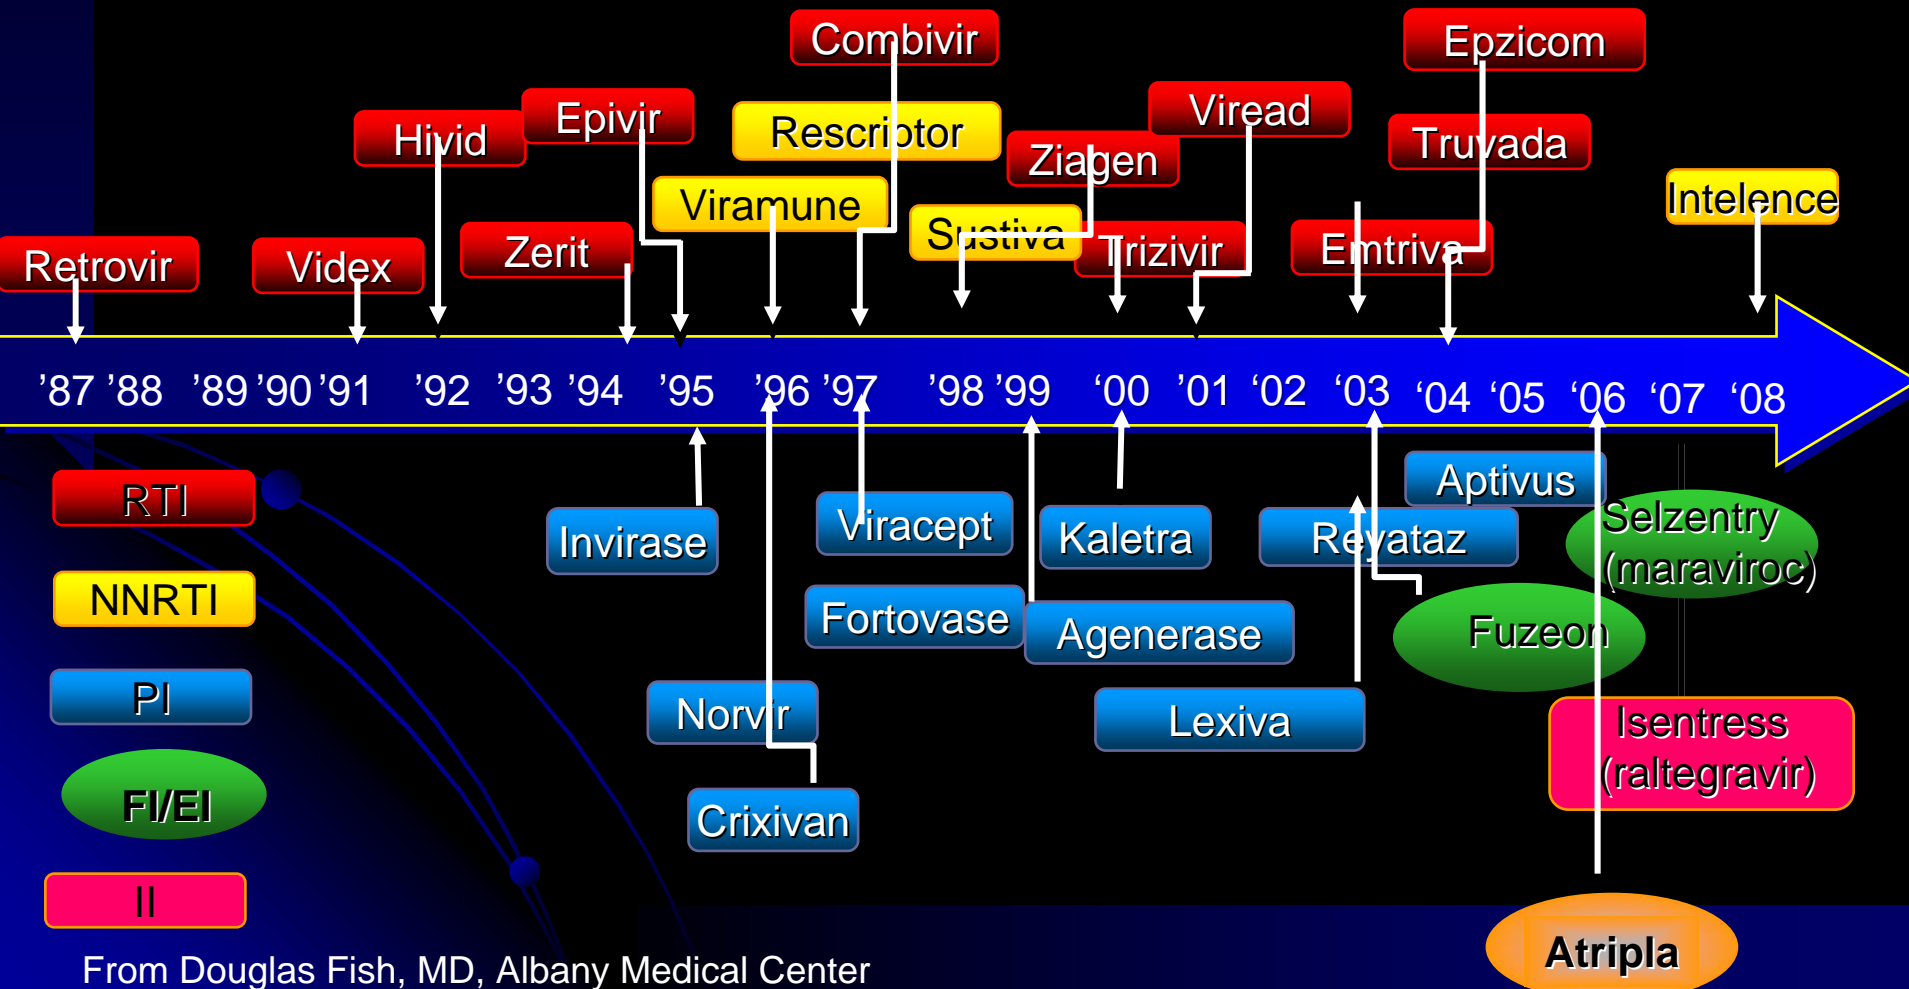 Combivir
Epzicom
Hivid
Epivir
Rescriptor
Viread
Truvada
Ziagen
Viramune
Intelence
Retrovir
Videx
Zerit
Sustiva
Trizivir
Emtriva
’87 ’88 ’89 ’90 ’91 ’92 ’93 ’94 ’95 ’96 ’97 ’98 ’99 ‘00 ’01 ‘02 ‘03 ‘04 ‘05 ‘06 ‘07 ‘08
RTI
NNRTI
PI
FI/EI
II
Invirase
Viracept
Kaletra
Reyataz
Aptivus
Selzentry
(maraviroc)
Fortovase
Agenerase
Fuzeon
Norvir
Lexiva
Isentress
(raltegravir)
Crixivan
Atripla
From Douglas Fish, MD, Albany Medical Center